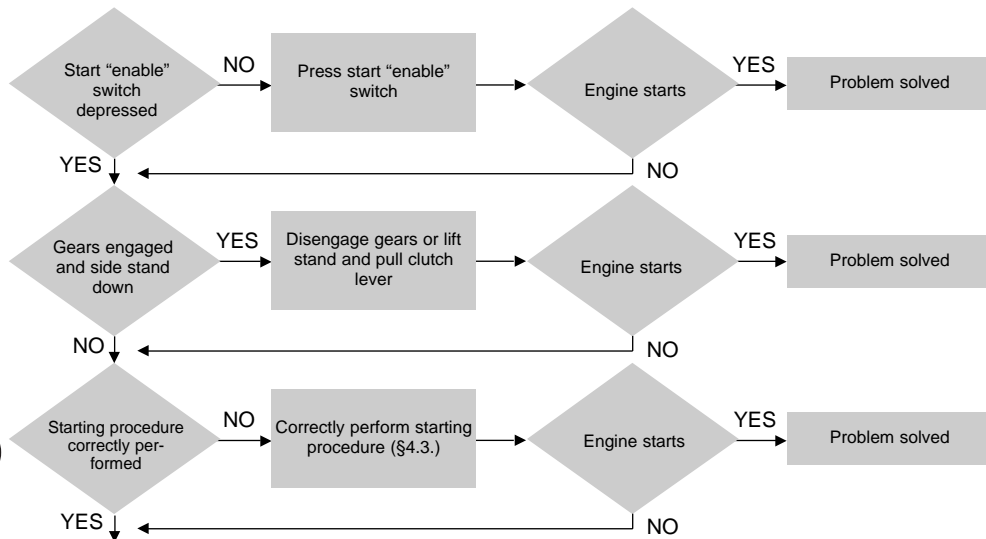 Start “enable”
switch
depressed
NO
Press start “enable”
switch
Engine starts
YES
Problem solved
YES
NO
Gears engaged
and side stand
down
YES
Disengage gears or lift
stand and pull clutch
lever
Engine starts
YES
Problem solved
NO
NO
Starting procedure
correctly per-
formed
NO
Correctly perform starting
procedure (§4.3.)
Engine starts
YES
Problem solved
YES
NO